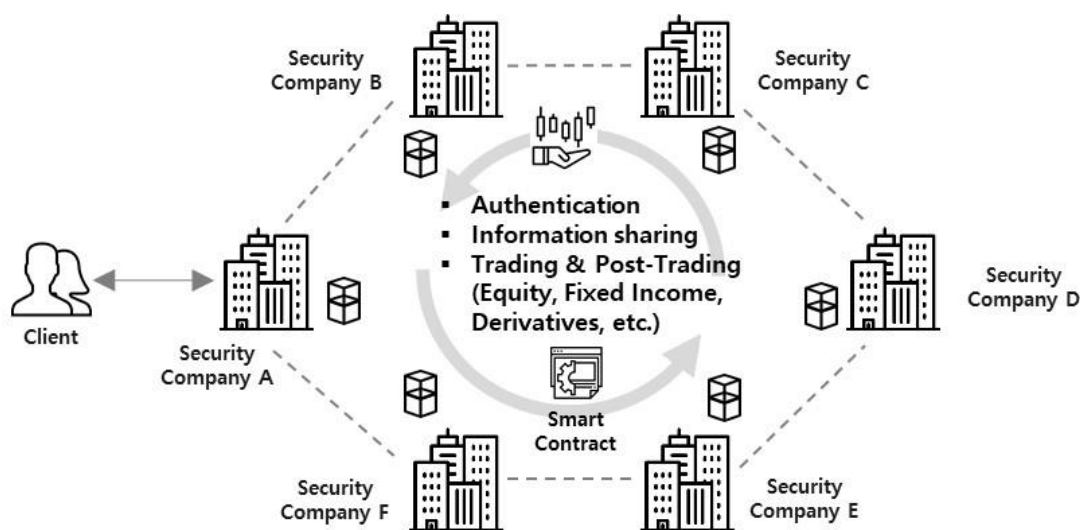 Security
Company B
Security
Company C
▪ Authentication
▪ Information sharing
▪ Trading & Post-Trading
(Equity, Fixed Income,
Derivatives, etc.)
Client
Security
Company A
Security
Company D
Smart
Contract
Security
Company F
Security
Company E